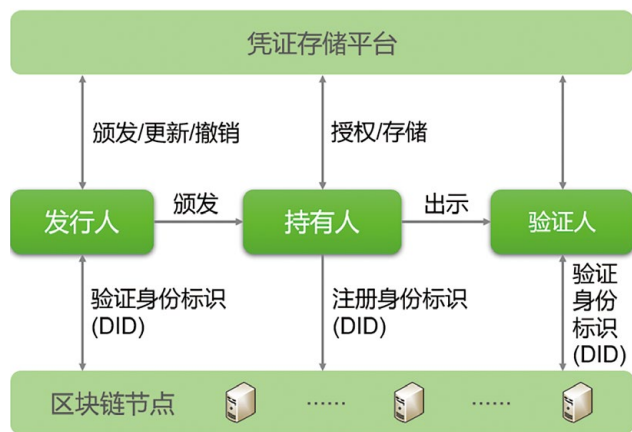 凭证存储平台
颁发/更新/撤销
授权/存储
发行人
颁发
持有人
出示
验证人
验证身份标识
(DID)
注册身份标识
(DID)
验证
身份
标识
(DID)
区块链节点
……
……